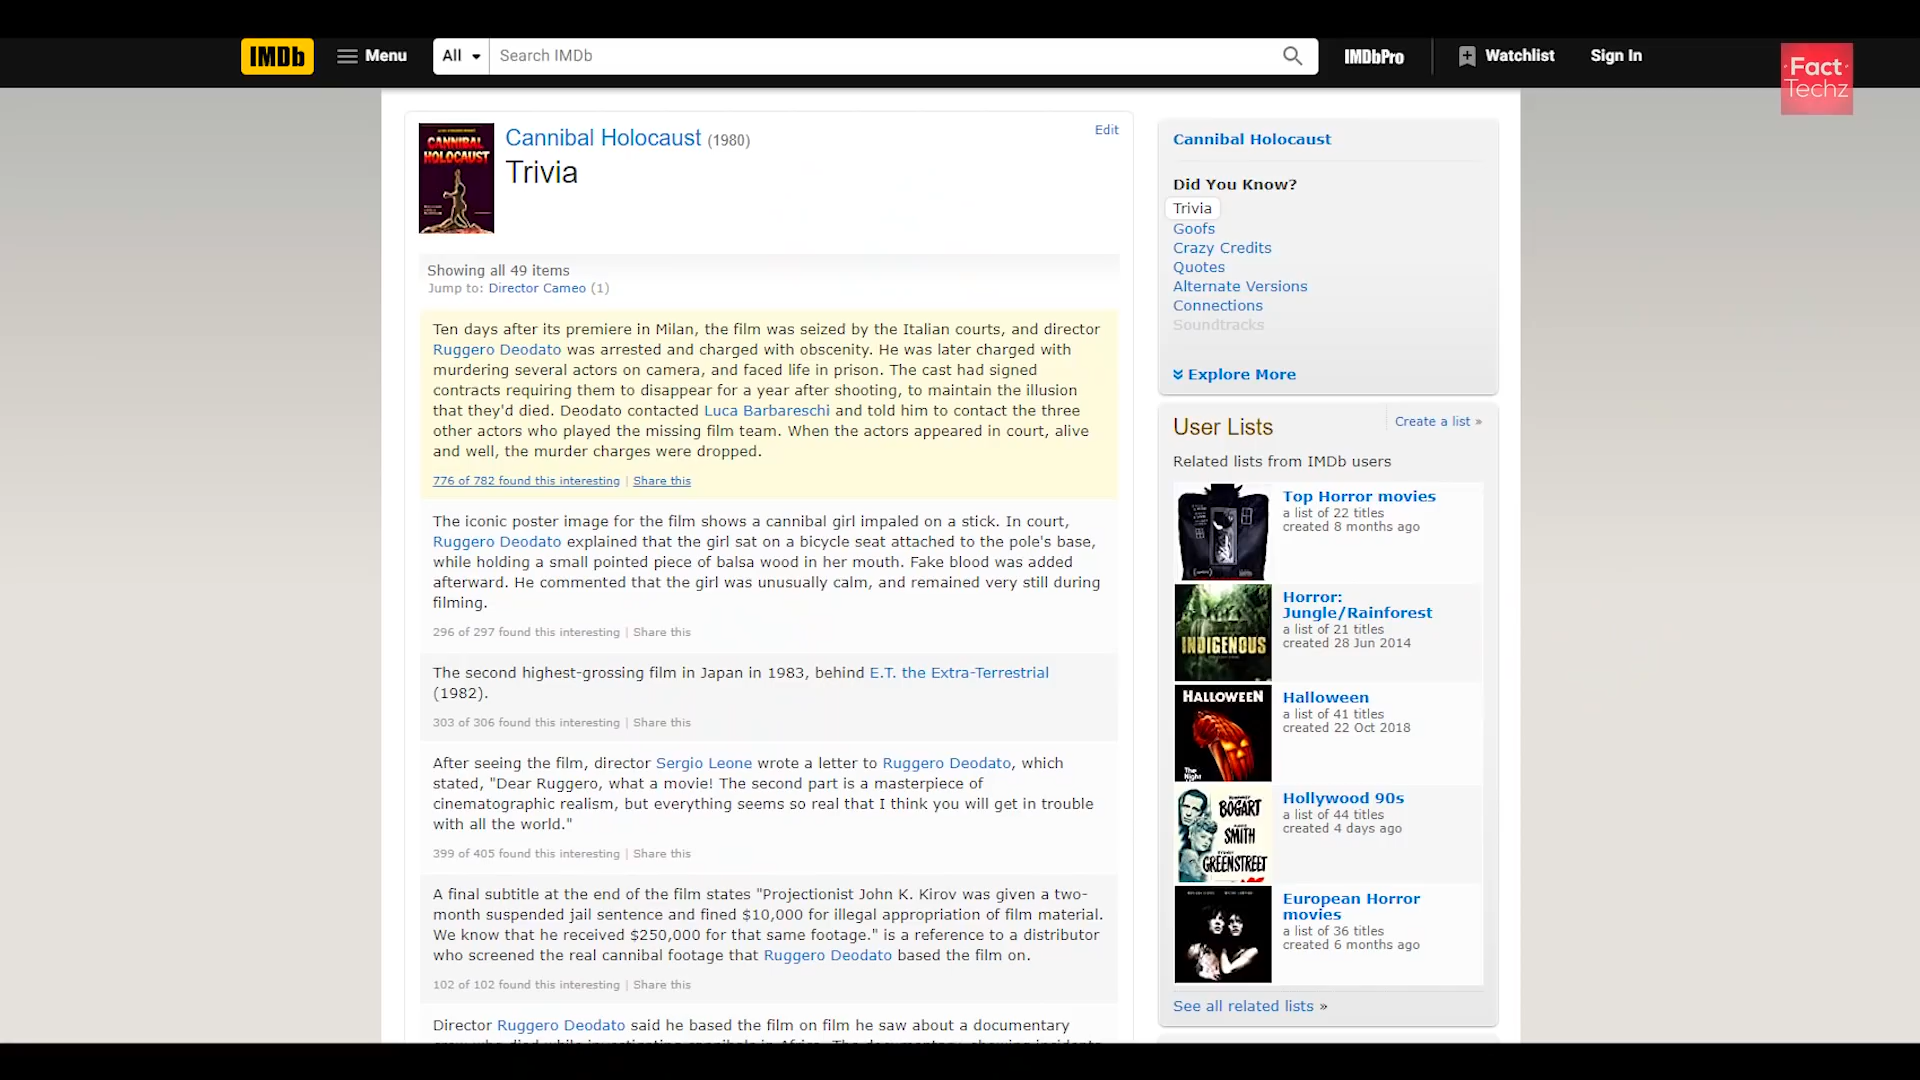 IMDb
Menu
All
Search IMDb
IMDbPro
Watchlist
Sign In
Fact
Techz
CANNIBAL
HOLOCAUST
Cannibal Holocaust (1980)
Trivia
Edit
Showing all 49 items
Jump to: Director Cameo (1)
Ten days after its premiere in Milan, the film was seized by the Italian courts, and director
Ruggero Deodato was arrested and charged with obscenity. He was later charged with
murdering several actors on camera, and faced life in prison. The cast had signed
contracts requiring them to disappear for a year after shooting, to maintain the illusion
that they'd died. Deodato contacted Luca Barbareschi and told him to contact the three
other actors who played the missing film team. When the actors appeared in court, alive
and well, the murder charges were dropped.
776 of 782 found this interesting | Share this
The iconic poster image for the film shows a cannibal girl impaled on a stick. In court,
Ruggero Deodato explained that the girl sat on a bicycle seat attached to the pole's base,
while holding a small pointed piece of balsa wood in her mouth. Fake blood was added
afterward. He commented that the girl was unusually calm, and remained very still during
filming.
296 of 297 found this interesting | Share this
The second highest-grossing film in Japan in 1983, behind E.T. the Extra-Terrestrial
(1982).
303 of 306 found this interesting | Share this
After seeing the film, director Sergio Leone wrote a letter to Ruggero Deodato, which
stated, "Dear Ruggero, what a movie! The second part is a masterpiece of
cinematographic realism, but everything seems so real that I think you will get in trouble
with all the world."
399 of 405 found this interesting | Share this
A final subtitle at the end of the film states "Projectionist John K. Kirov was given a two-
month suspended jail sentence and fined $10,000 for illegal appropriation of film material.
We know that he received $250,000 for that same footage." is a reference to a distributor
who screened the real cannibal footage that Ruggero Deodato based the film on.
102 of 102 found this interesting | Share this
Director Ruggero Deodato said he based the film on film he saw about a documentary
Cannibal Holocaust
Did You Know?
Trivia
Goofs
Crazy Credits
Quotes
Alternate Versions
Connections
Soundtracks
Explore More
User Lists
Create a list »
Related lists from IMDb users
Top Horror movies
a list of 22 titles
created 8 months ago
INDIGENOUS
Horror:
Jungle/Rainforest
a list of 21 titles
created 28 Jun 2014
HALLOWEEN
The
Night
Halloween
a list of 41 titles
created 22 Oct 2018
BOGART
SMITH
GREENSTREET
Hollywood 90s
a list of 44 titles
created 4 days ago
European Horror
movies
a list of 36 titles
created 6 months ago
See all related lists »